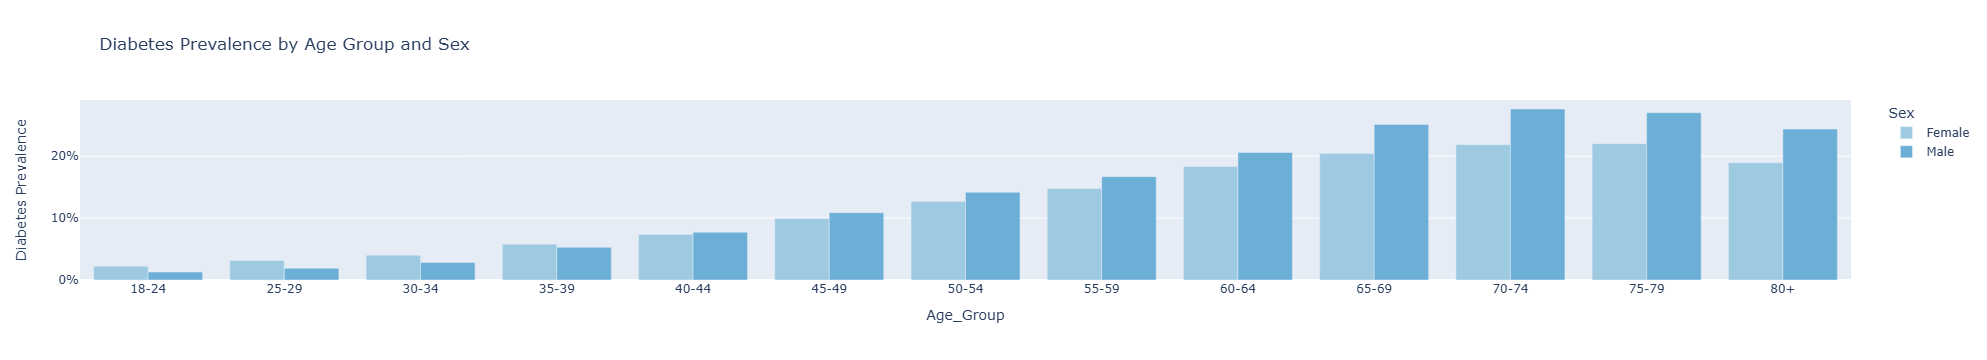 Diabetes Prevalence by Age Group and Sex
Diabetes Prevalence
20%
10%
0%
18-24
25-29
30-34
35-39
40-44
45-49
50-54
55-59
60-64
65-69
70-74
75-79
80+
Age_Group
Sex
Female
Male